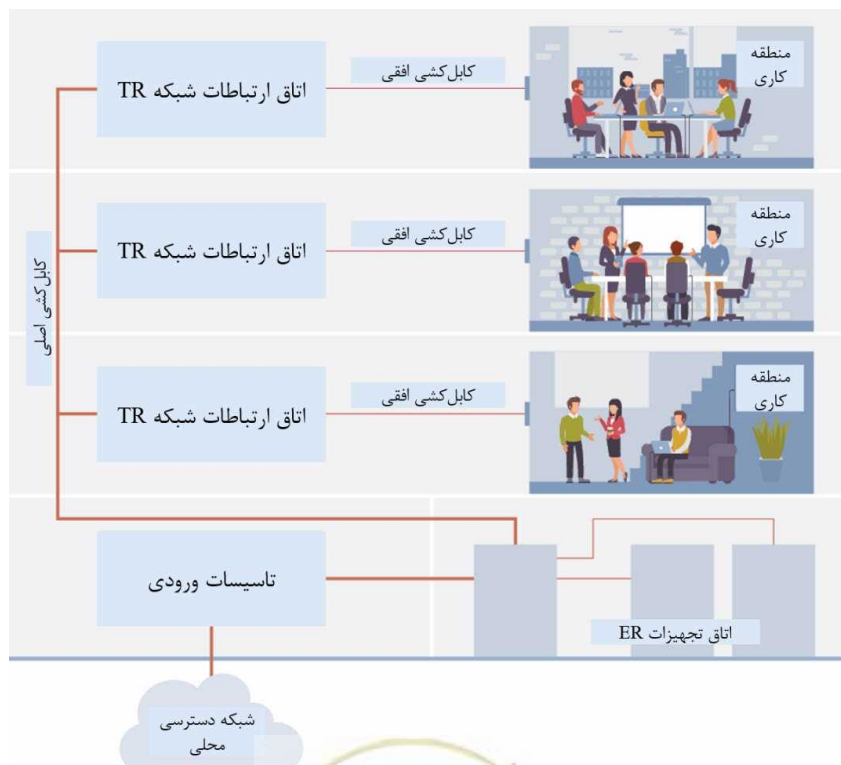 اتاق ارتباطات شبکه TR
کابل‌کشی افقی
منطقه
کاری
اتاق ارتباطات شبکه TR
کابل‌کشی افقی
منطقه
کاری
کابل‌کشی اصلی
اتاق ارتباطات شبکه TR
کابل‌کشی افقی
منطقه
کاری
تاسیسات ورودی
اتاق تجهیزات ER
شبکه دسترسی
محلی